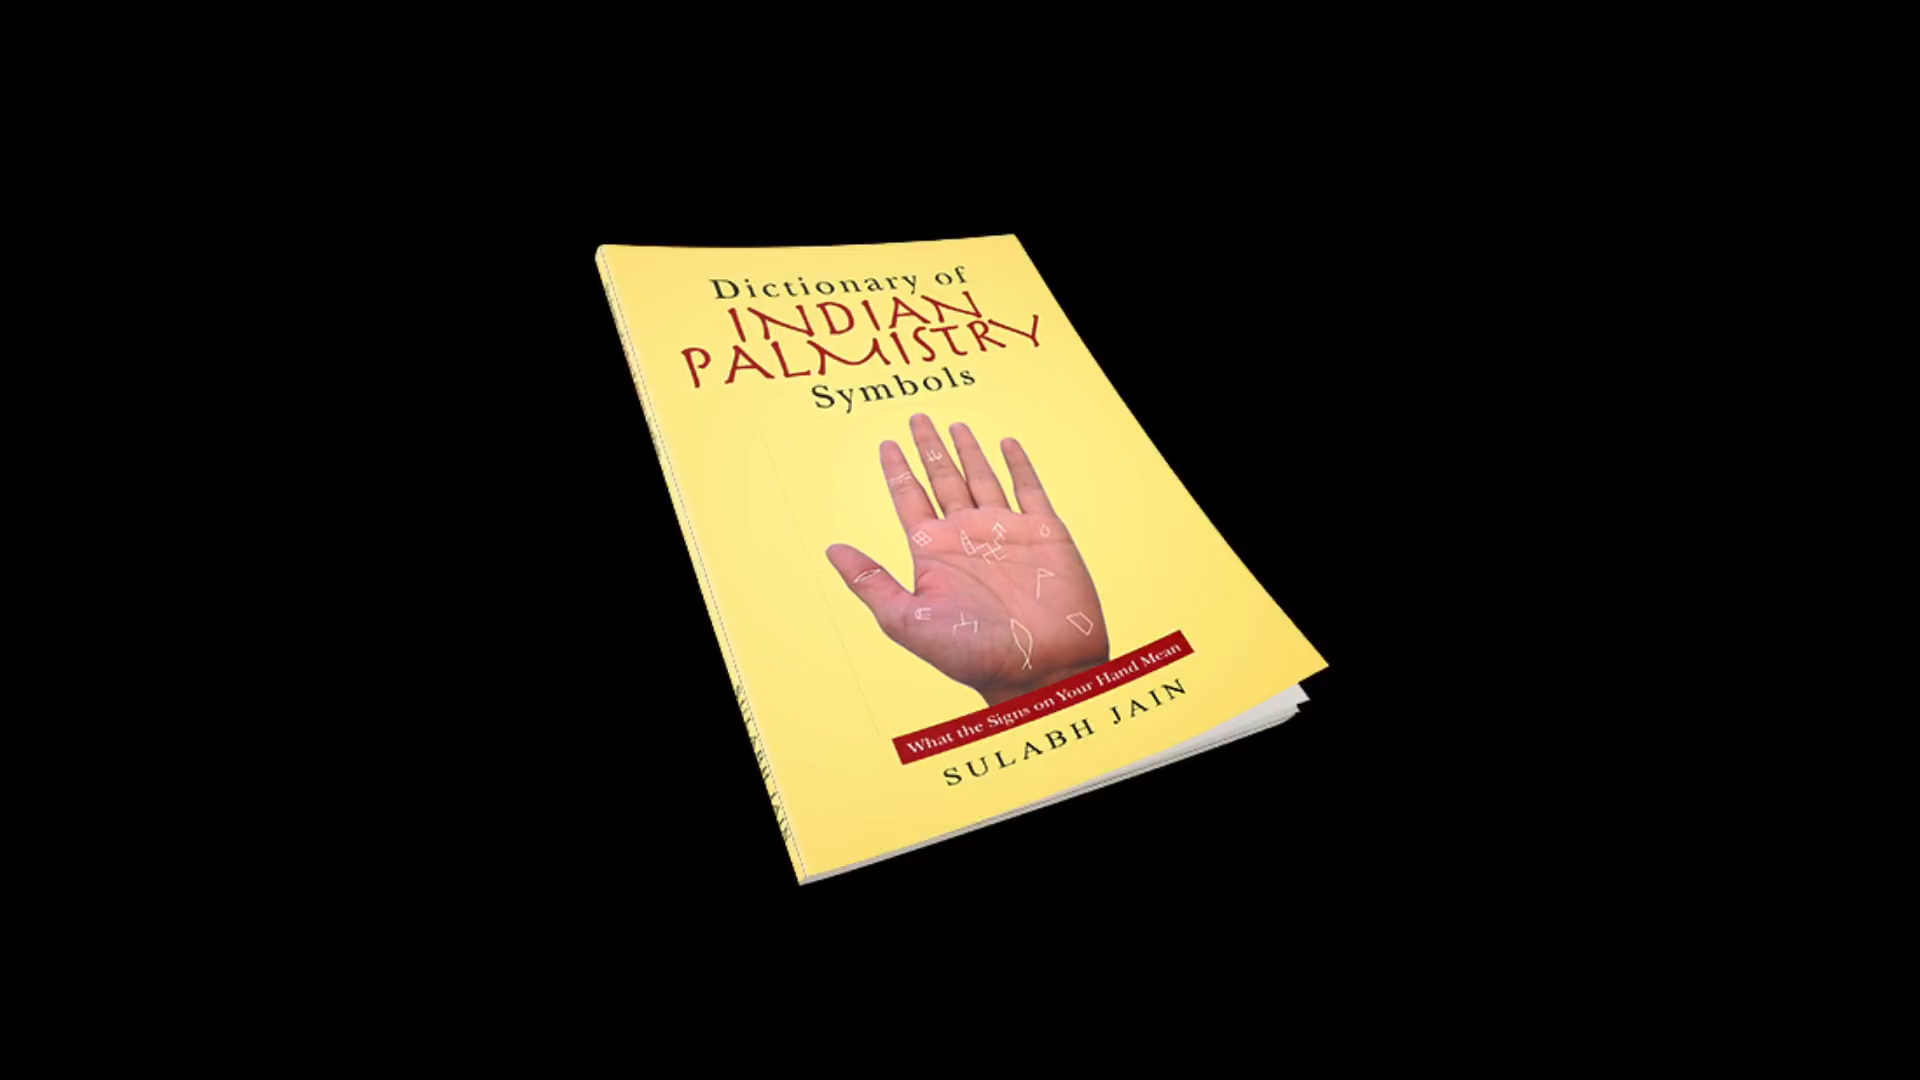 Dictionary of
INDIAN
PALMISTRY
Symbols
What the Signs on Your Hand Mean
SULABH JAIN